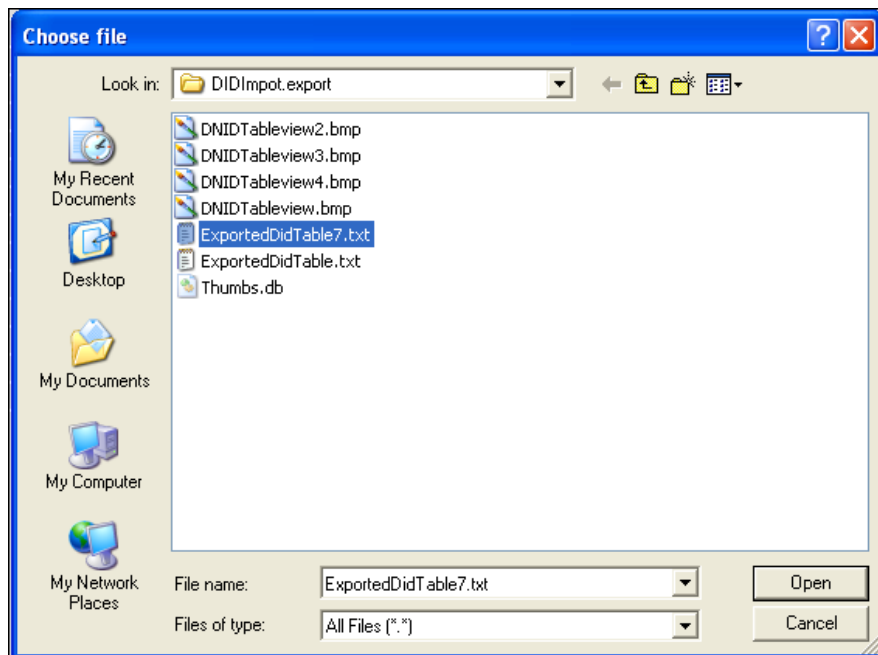 Choose file
?
Look in: DIDImpot.export
DNIDTableview2.bmp
DNIDTableview3.bmp
DNIDTableview4.bmp
DNIDTableview.bmp
ExportedDidTable7.txt
ExportedDidTable.txt
Thumbs.db
My Recent
Documents
Desktop
My Documents
My Computer
My Network
Places
File name: ExportedDidTable7.txt
Open
Files of type: All Files (*.*)
Cancel